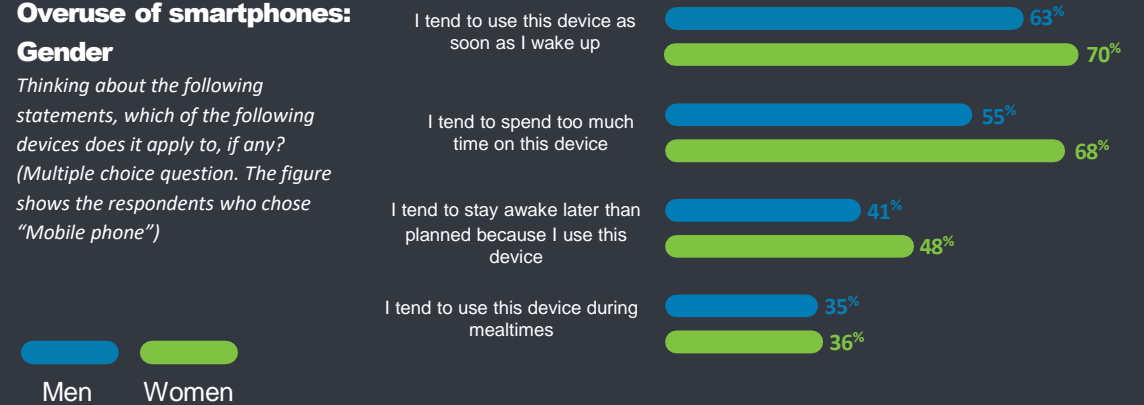 Overuse of smartphones:
Gender
Thinking about the following
statements, which of the following
devices does it apply to, if any?
(Multiple choice question. The figure
shows the respondents who chose
“Mobile phone”)
Men
Women
I tend to use this device as
soon as I wake up
63%
70%
I tend to spend too much
time on this device
55%
68%
I tend to stay awake later than
planned because I use this
device
41%
48%
I tend to use this device during
mealtimes
35%
36%